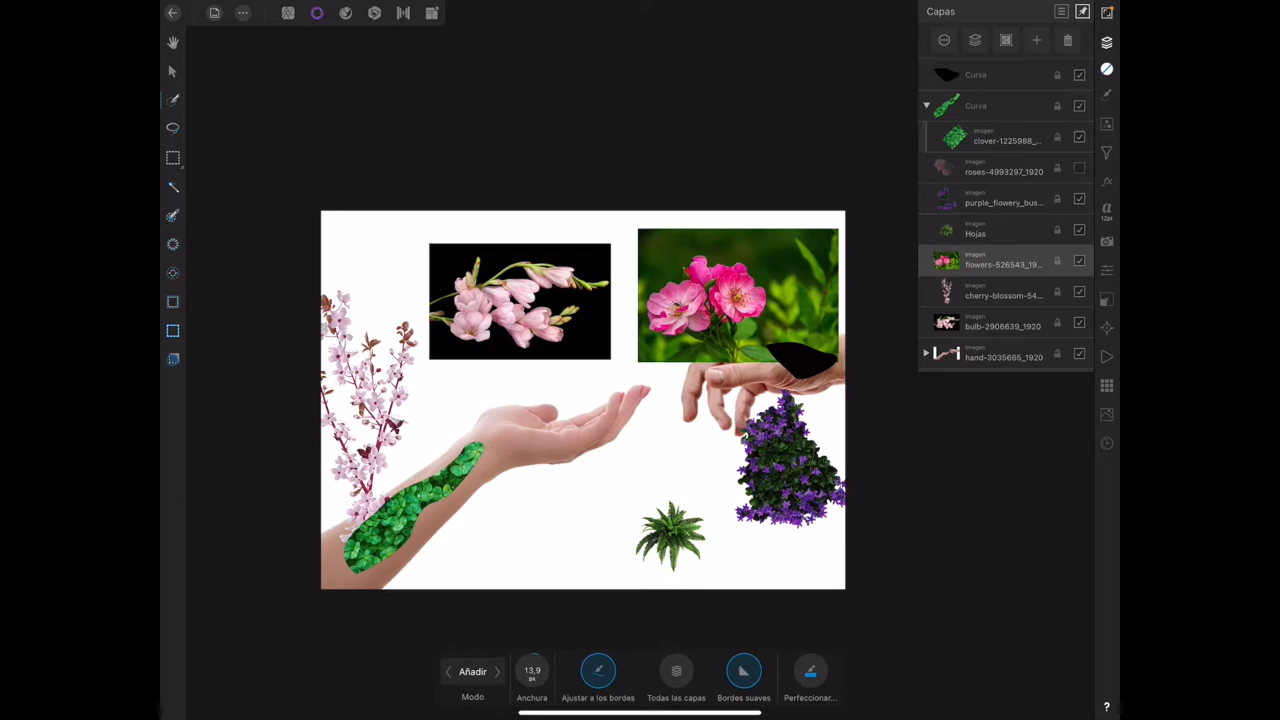 Capas
Curva
Curva
Imagen
clover-1225988_...
Imagen
roses-4993297_1920
Imagen
purple_flowery_bus...
Imagen
Hojas
Imagen
flowers-526543_19...
Imagen
cherry-blossom-54...
Imagen
bulb-2906639_1920
Imagen
hand-3035665_1920
a
12pt
Añadir
Modo
13,9
px
Anchura
Ajustar a los bordes
Todas las capas
Bordes suaves
Perfeccionar...
?